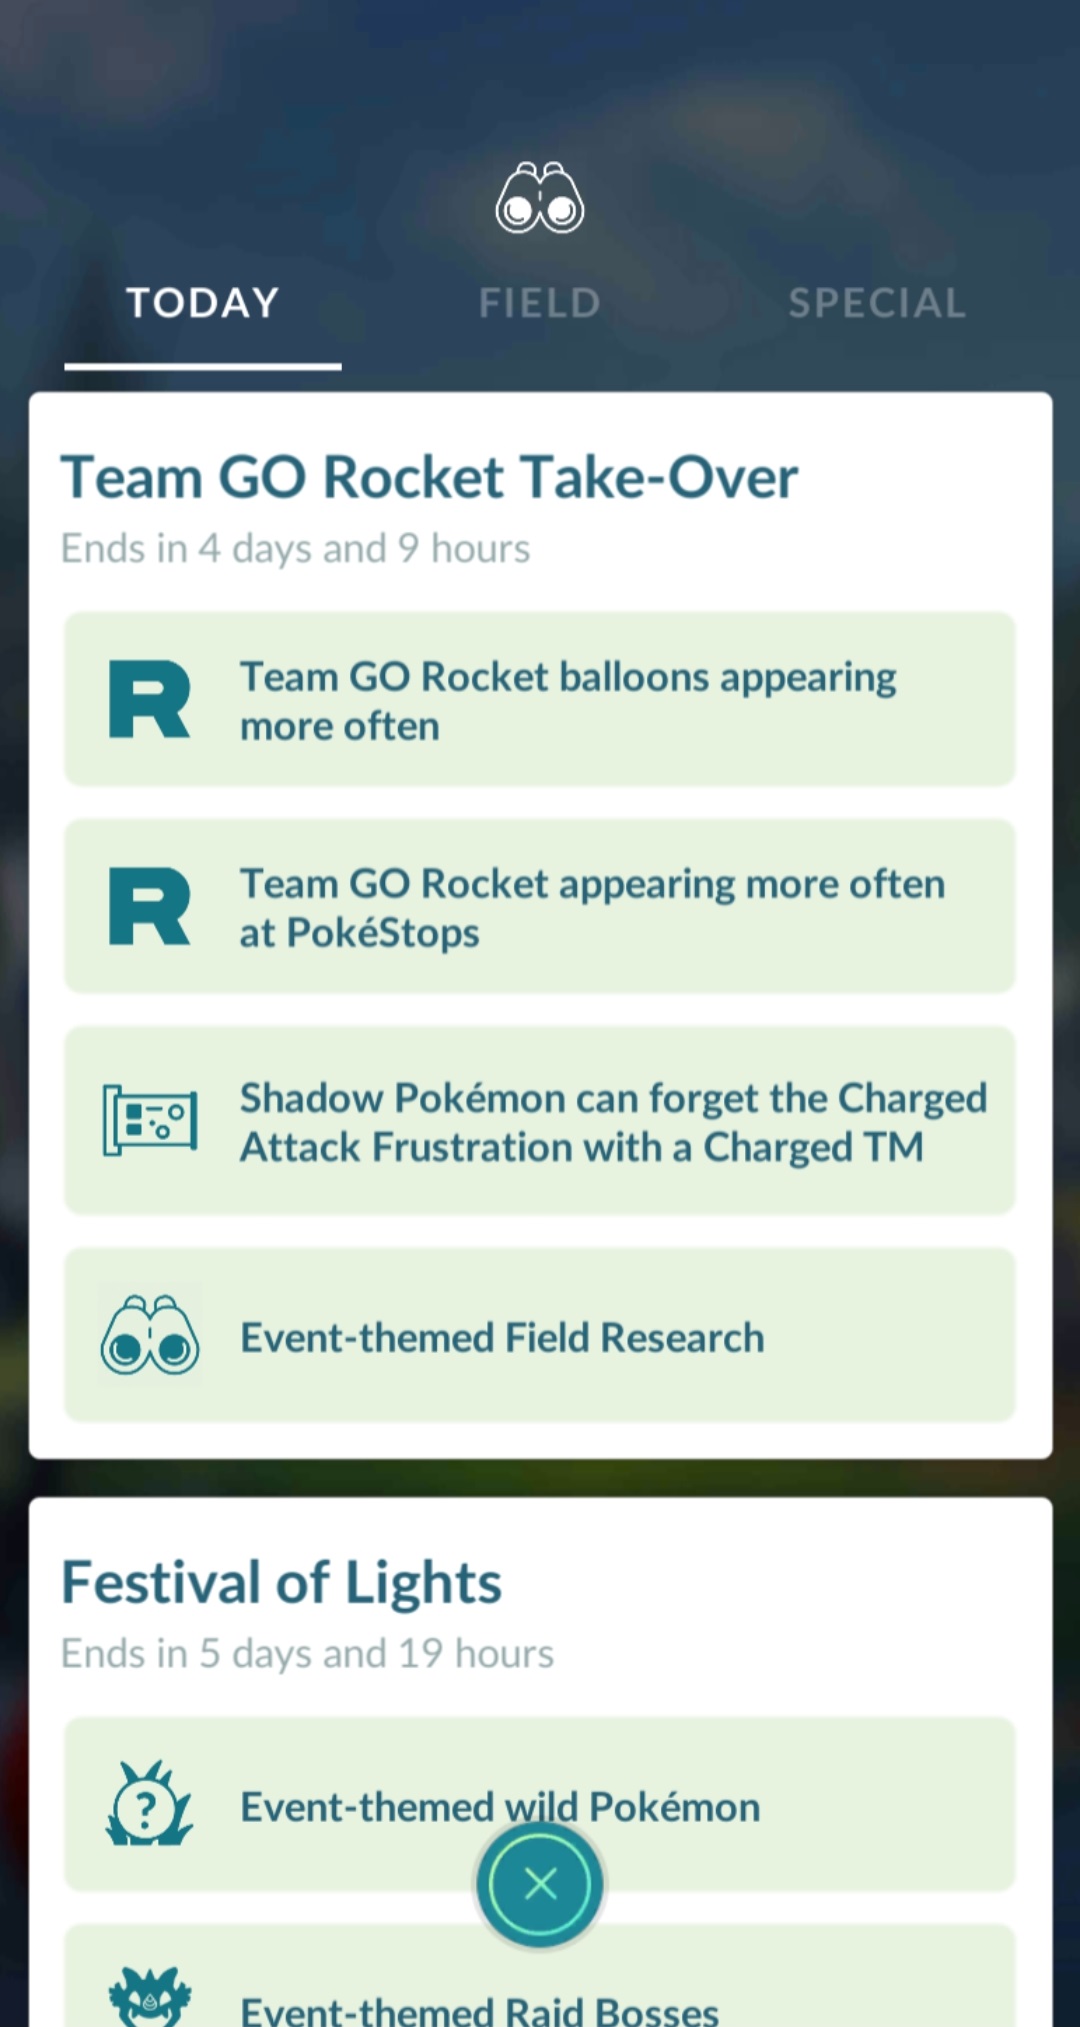 TODAY
FIELD
SPECIAL
Team GO Rocket Take-Over
Ends in 4 days and 9 hours
R
Team GO Rocket balloons appearing
more often
R
Team GO Rocket appearing more often
at PokéStops
Shadow Pokémon can forget the Charged
Attack Frustration with a Charged TM
Event-themed Field Research
Festival of Lights
Ends in 5 days and 19 hours
?
Event-themed wild Pokémon
Event-themed Raid Bosses